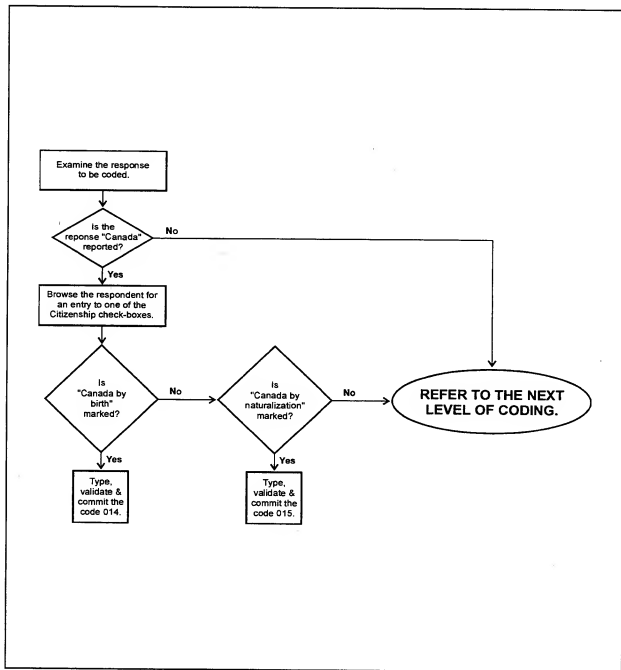 Examine the response
to be coded.
Is the
reponse "Canada"
reported?
No
Yes
Browse the respondent for
an entry to one of the
Citizenship check-boxes.
Is
"Canada by
birth"
marked?
No
Is
"Canada by
naturalization"
marked?
No
REFER TO THE NEXT
LEVEL OF CODING.
Yes
Yes
Type,
validate &
commit the
code 014.
Type,
validate &
commit the
code 015.